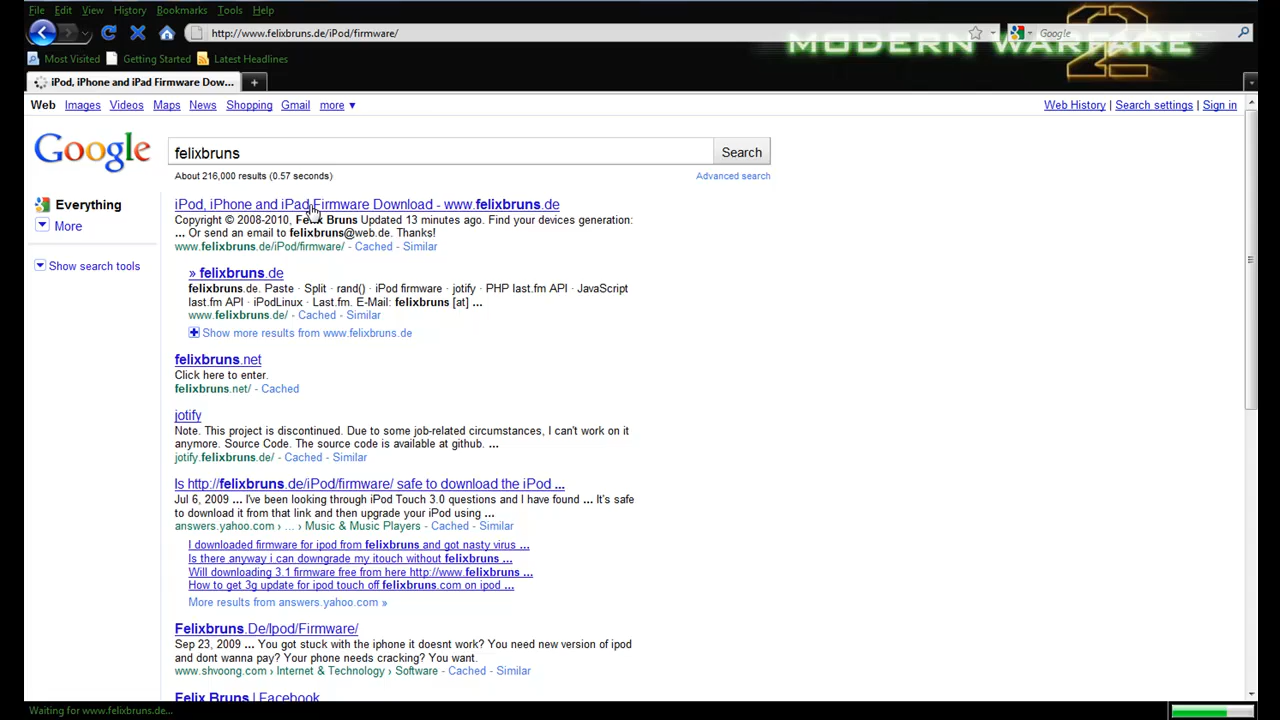 File Edit View History Bookmarks Tools Help
http://www.felixbruns.de/iPod/firmware/
Google
MODERN WARFARE 2
Most Visited Getting Started Latest Headlines
iPod, iPhone and iPad Firmware Dow...
Web Images Videos Maps News Shopping Gmail more ▼
Web History | Search settings | Sign in
Google
felixbruns
Search
About 216,000 results (0.57 seconds)
Advanced search
Everything
More
Show search tools
iPod, iPhone and iPad Firmware Download - www.felixbruns.de
Copyright © 2008-2010, Felix Bruns Updated 13 minutes ago. Find your devices generation:
... Or send an email to felixbruns@web.de. Thanks!
www.felixbruns.de/iPod/firmware/ - Cached - Similar
» felixbruns.de
felixbruns.de. Paste · Split · rand() · iPod firmware · jotify · PHP last.fm API · JavaScript
last.fm API · iPodLinux · Last.fm. E-Mail: felixbruns [at] ...
www.felixbruns.de/ - Cached - Similar
Show more results from www.felixbruns.de
felixbruns.net
Click here to enter.
felixbruns.net/ - Cached
jotify
Note. This project is discontinued. Due to some job-related circumstances, I can't work on it
anymore. Source Code. The source code is available at github. ...
jotify.felixbruns.de/ - Cached - Similar
Is http://felixbruns.de/iPod/firmware/ safe to download the iPod ...
Jul 6, 2009 ... I've been looking through iPod Touch 3.0 questions and I have found ... It's safe
to download it from that link and then upgrade your iPod using ...
answers.yahoo.com › ... › Music & Music Players - Cached - Similar
I downloaded firmware for ipod from felixbruns and got nasty virus ...
Is there anyway i can downgrade my itouch without felixbruns ...
Will downloading 3.1 firmware free from here http://www.felixbruns ...
How to get 3g update for ipod touch off felixbruns.com on ipod ...
More results from answers.yahoo.com »
Felixbruns.De/Ipod/Firmware/
Sep 23, 2009 ... You got stuck with the iphone it doesnt work? You need new version of ipod
and dont wanna pay? Your phone needs cracking? You want.
www.shvoong.com › Internet & Technology › Software - Cached - Similar
Felix Bruns | Facebook
Waiting for www.felixbruns.de...